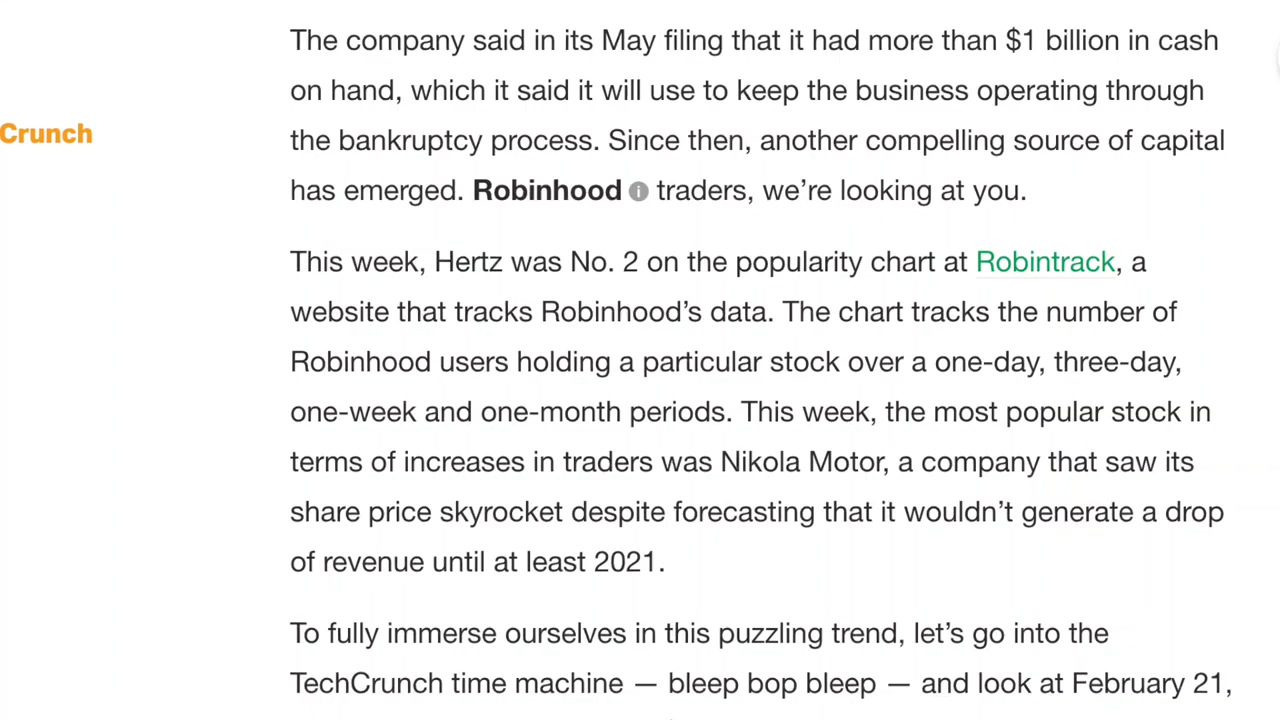 The company said in its May filing that it had more than $1 billion in cash
on hand, which it said it will use to keep the business operating through
Crunch
the bankruptcy process. Since then, another compelling source of capital
has emerged. Robinhood i traders, we’re looking at you.
This week, Hertz was No. 2 on the popularity chart at Robintrack, a
website that tracks Robinhood’s data. The chart tracks the number of
Robinhood users holding a particular stock over a one-day, three-day,
one-week and one-month periods. This week, the most popular stock in
terms of increases in traders was Nikola Motor, a company that saw its
share price skyrocket despite forecasting that it wouldn’t generate a drop
of revenue until at least 2021.
To fully immerse ourselves in this puzzling trend, let’s go into the
TechCrunch time machine — bleep bop bleep — and look at February 21,